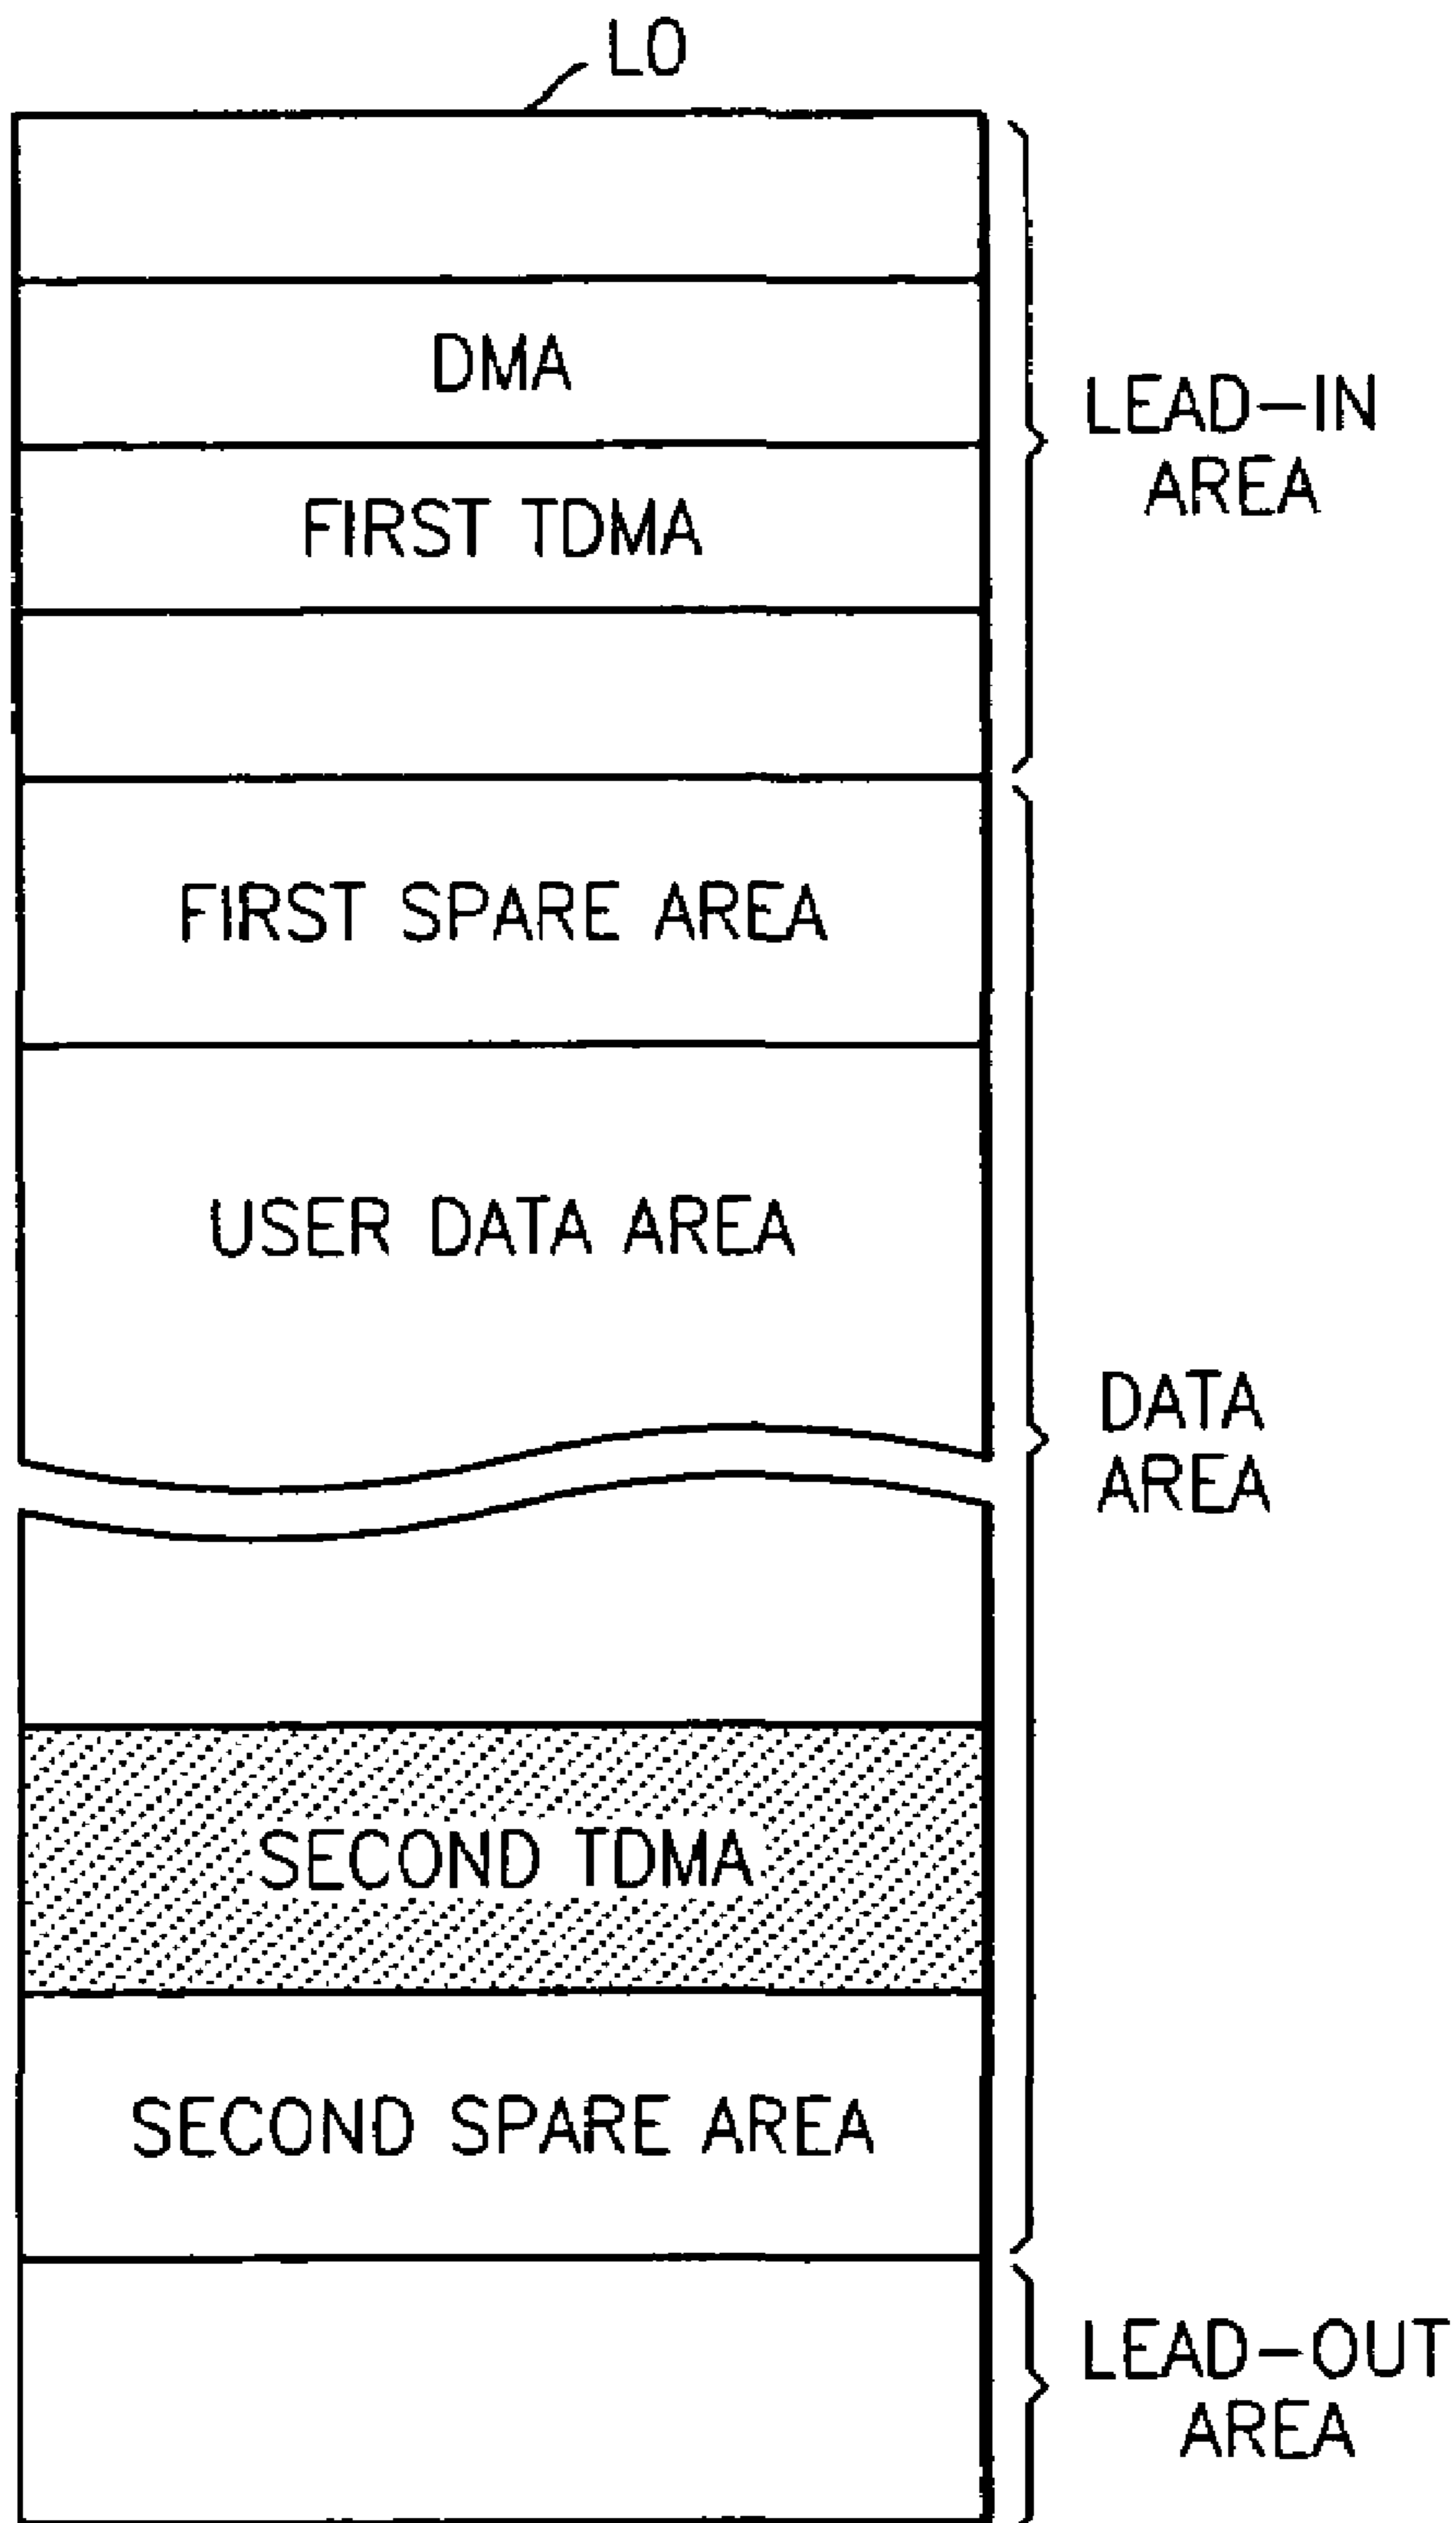 L0
DMA
LEAD-IN
AREA
FIRST TDMA
FIRST SPARE AREA
USER DATA AREA
DATA
AREA
SECOND TDMA
SECOND SPARE AREA
LEAD-OUT
AREA